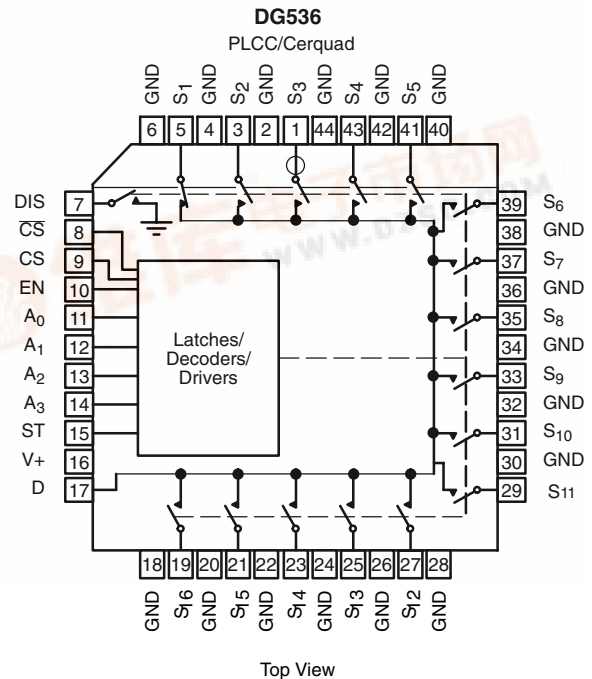 DG536
PLCC/Cerquad
GND S1 GND S2 GND S3 GND S4 GND S5 GND
6 5 4 3 2 1 44 43 42 41 40
DIS 7
CS 8
CS 9
EN 10
A0 11
A1 12
A2 13
A3 14
ST 15
V+ 16
D 17
Latches/
Decoders/
Drivers
39 S6
38 GND
37 S7
36 GND
35 S8
34 GND
33 S9
32 GND
31 S10
30 GND
29 S11
18 19 20 21 22 23 24 25 26 27 28
GND S16 GND S15 GND S14 GND S13 GND S12 GND
Top View